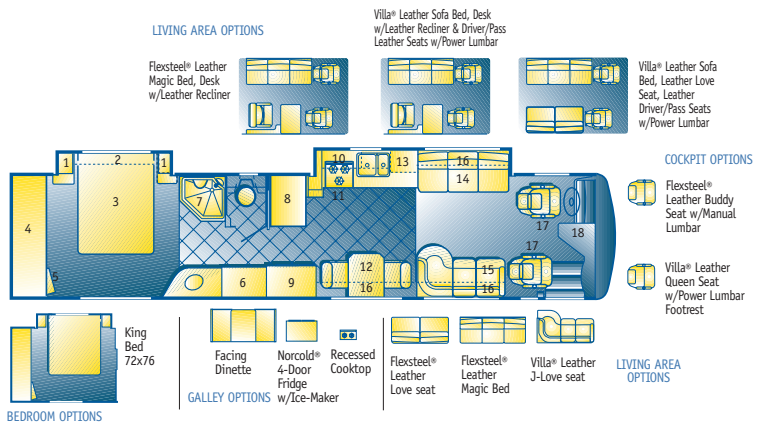 LIVING AREA OPTIONS
Flexsteel® Leather
Magic Bed, Desk
w/Leather Recliner
Villa® Leather Sofa Bed, Desk
w/Leather Recliner & Driver/Pass
Leather Seats w/Power Lumbar
Villa® Leather Sofa
Bed, Leather Love
Seat, Leather
Driver/Pass Seats
w/Power Lumbar
COCKPIT OPTIONS
Flexsteel®
Leather Buddy
Seat w/Manual
Lumbar
Villa® Leather
Queen Seat
w/Power Lumbar
Footrest
1
2
1
3
4
5
7
8
10
11
13
16
14
17
18
17
6
9
12
16
15
16
King
Bed
72x76
BEDROOM OPTIONS
Facing
Dinette
Norcold®
4-Door
Fridge
w/Ice-Maker
Recessed
Cooktop
GALLEY OPTIONS
Flexsteel®
Leather
Love seat
Flexsteel®
Leather
Magic Bed
Villa® Leather
J-Love seat
LIVING AREA
OPTIONS